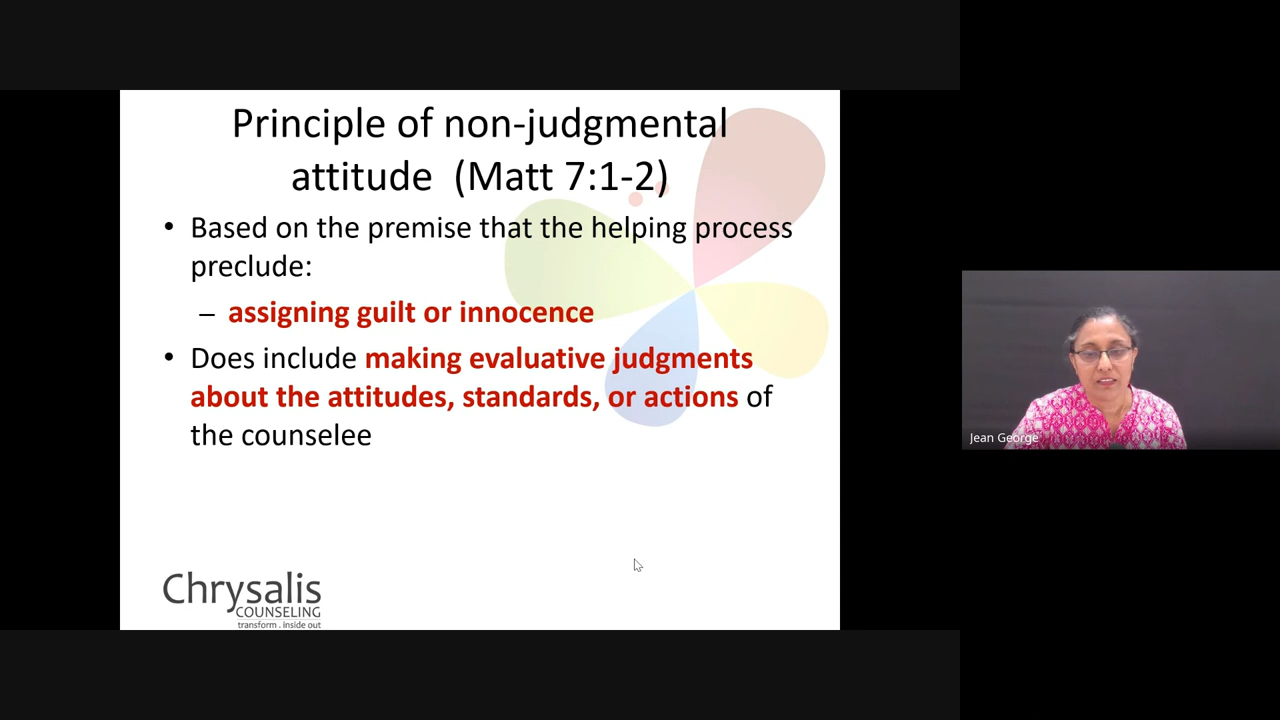 Principle of non-judgmental
attitude (Matt 7:1-2)
• Based on the premise that the helping process
preclude:
– assigning guilt or innocence
• Does include making evaluative judgments
about the attitudes, standards, or actions of
the counselee
Chrysalis
COUNSELING
transform . inside out
Jean George